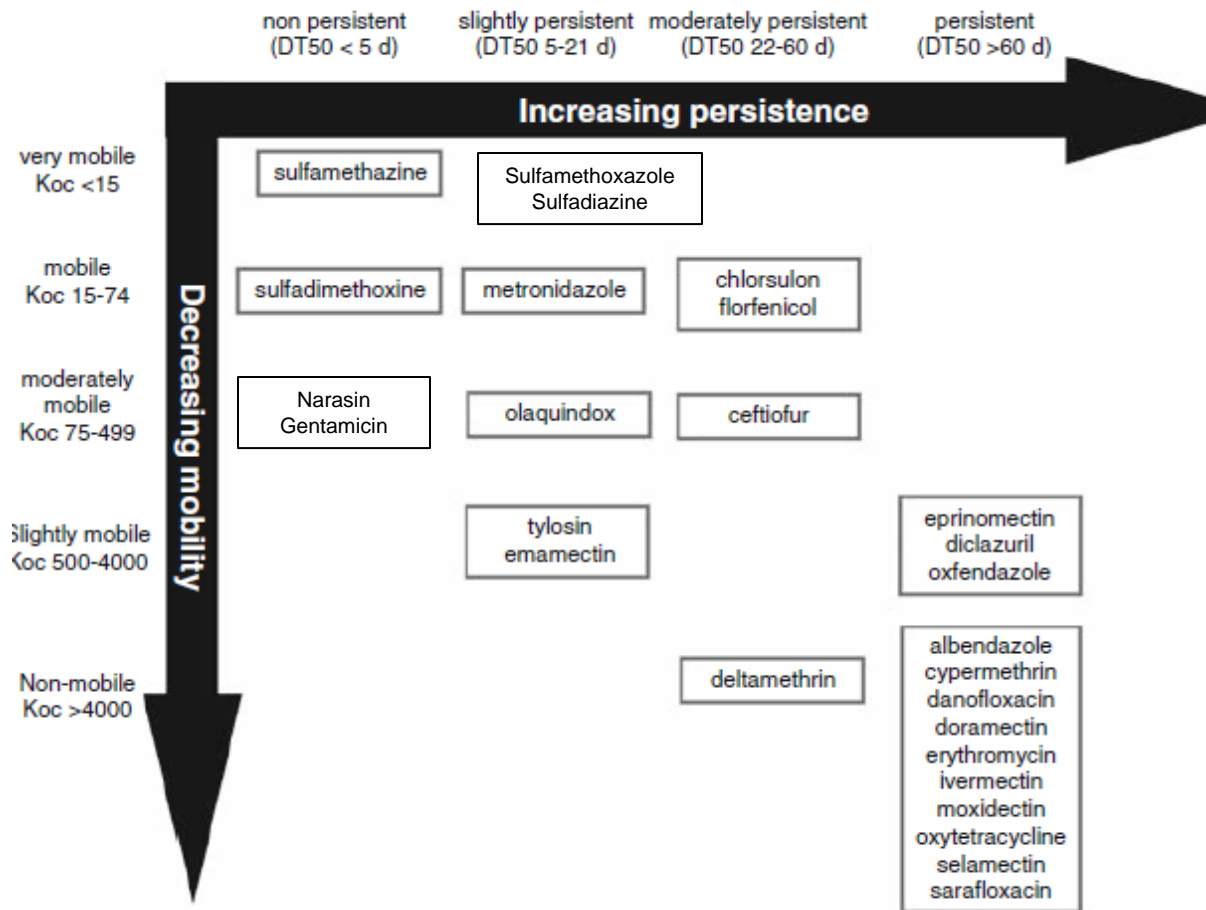 non persistent
(DT50 < 5 d)
slightly persistent
(DT50 5-21 d)
moderately persistent
(DT50 22-60 d)
persistent
(DT50 >60 d)
Increasing persistence
Decreasing mobility
very mobile
Koc <15
sulfamethazine
Sulfamethoxazole
Sulfadiazine
mobile
Koc 15-74
sulfadimethoxine
metronidazole
chlorsulon
florfenicol
moderately
mobile
Koc 75-499
Narasin
Gentamicin
olaquindox
ceftiofur
Slightly mobile
Koc 500-4000
tylosin
emamectin
eprinomectin
diclazuril
oxfendazole
Non-mobile
Koc >4000
deltamethrin
albendazole
cypermethrin
danofloxacin
doramectin
erythromycin
ivermectin
moxidectin
oxytetracycline
selamectin
sarafloxacin